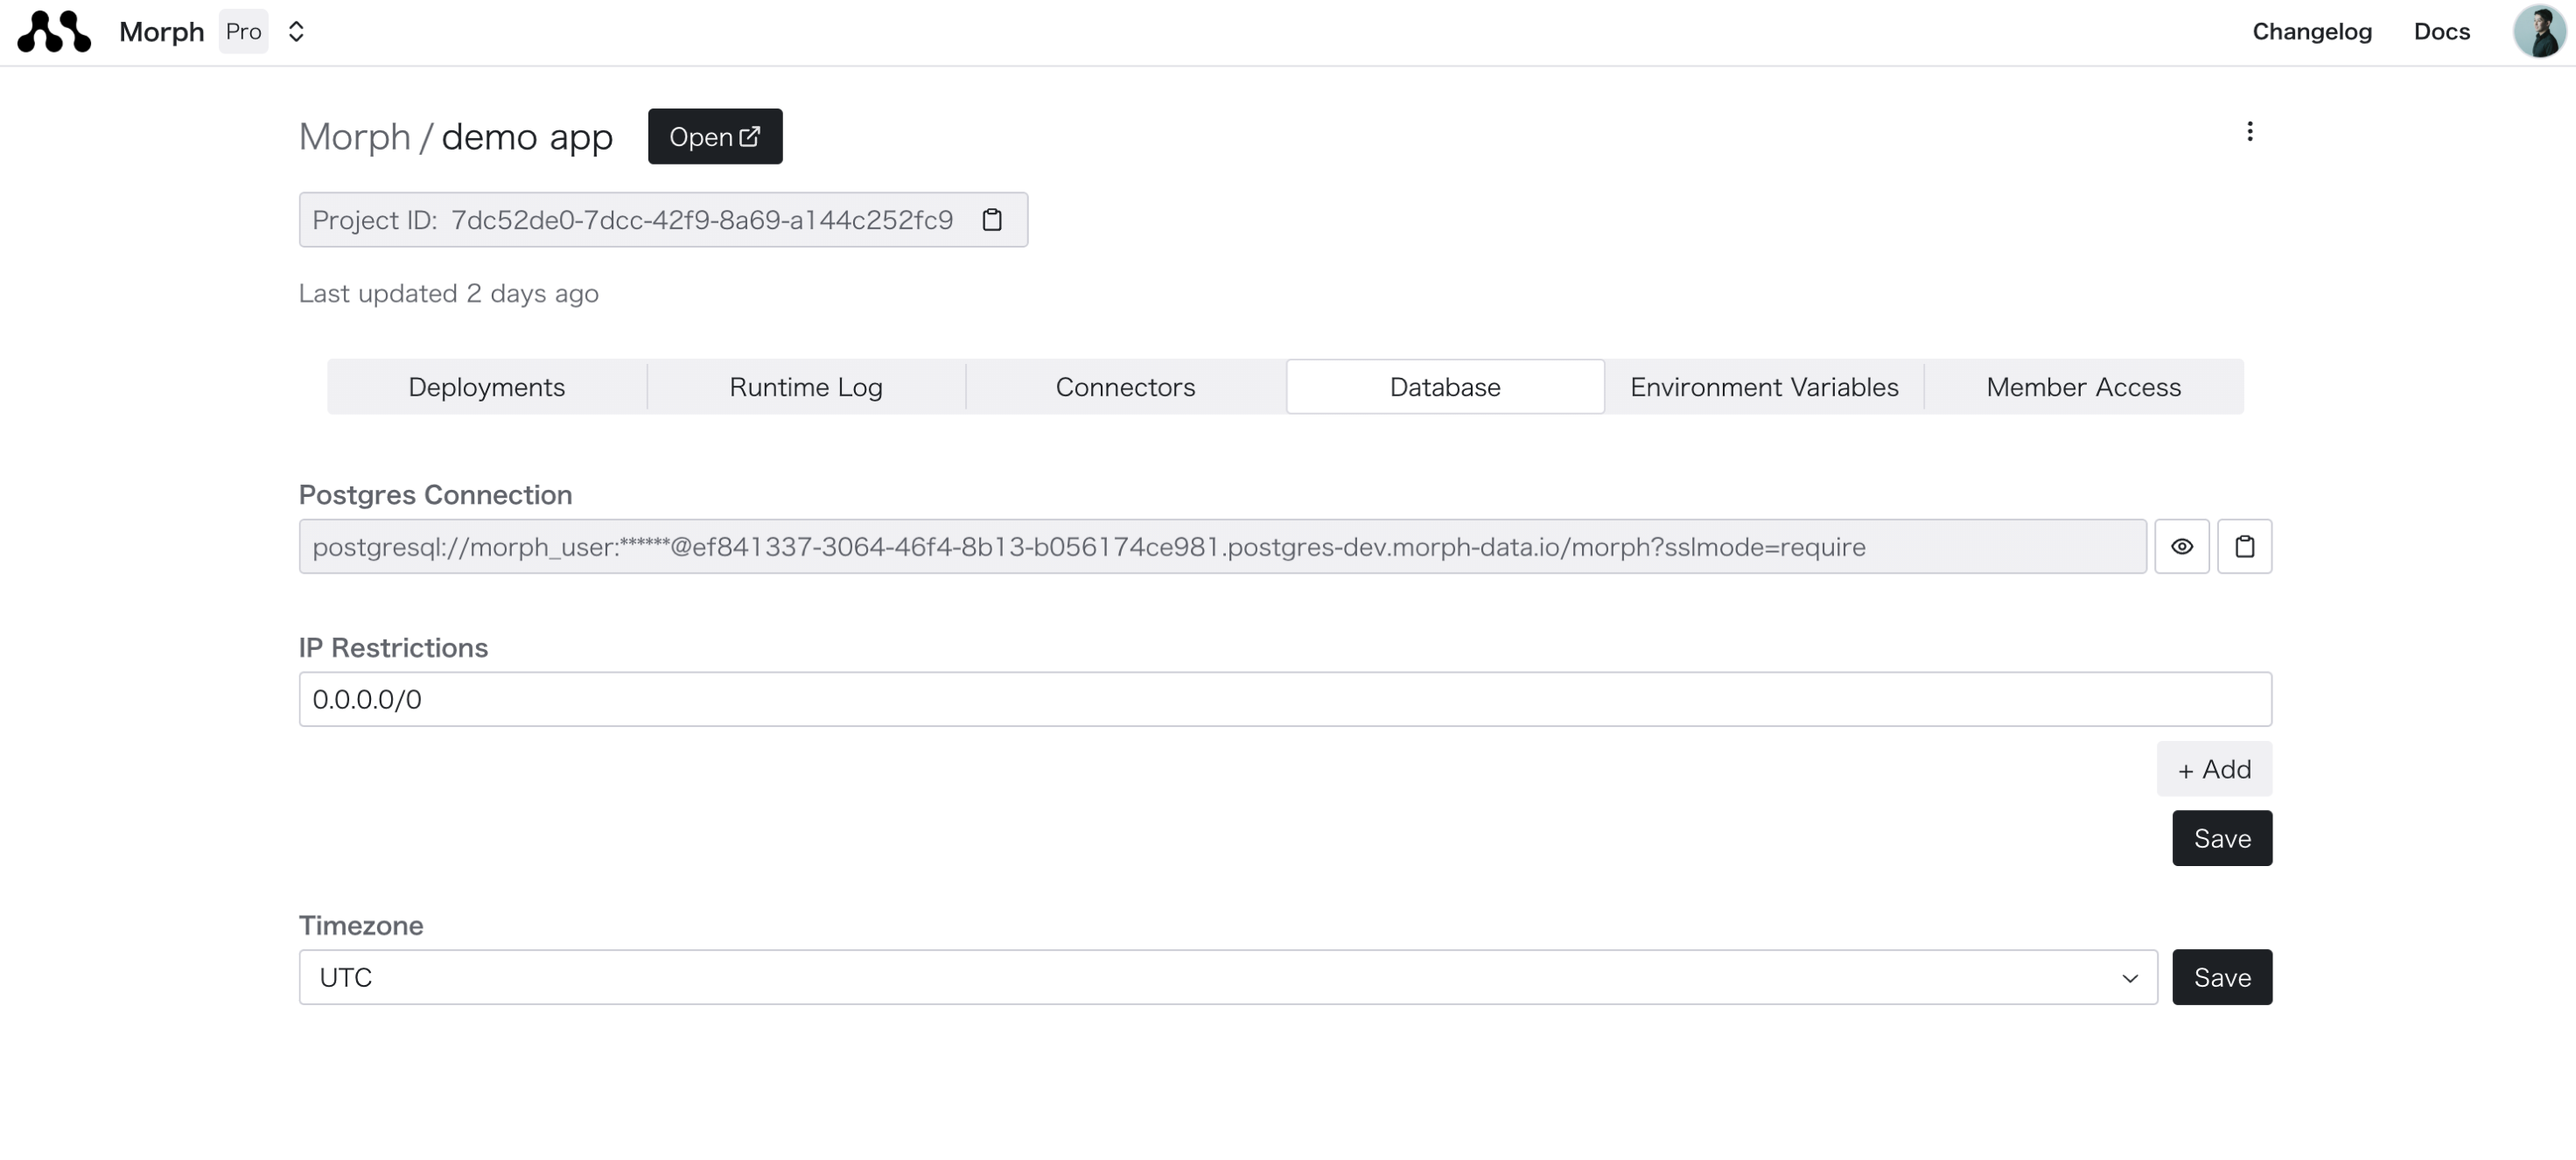 Morph Pro Changelog Docs
Morph / demo app Open
Project ID: 7dc52de0-7dcc-42f9-8a69-a144c252fc9
Last updated 2 days ago
Deployments Runtime Log Connectors Database Environment Variables Member Access
Postgres Connection
postgresql://morph_user:******@ef841337-3064-46f4-8b13-b056174ce981.postgres-dev.morph-data.io/morph?sslmode=require
IP Restrictions
0.0.0.0/0
+ Add
Save
Timezone
UTC Save